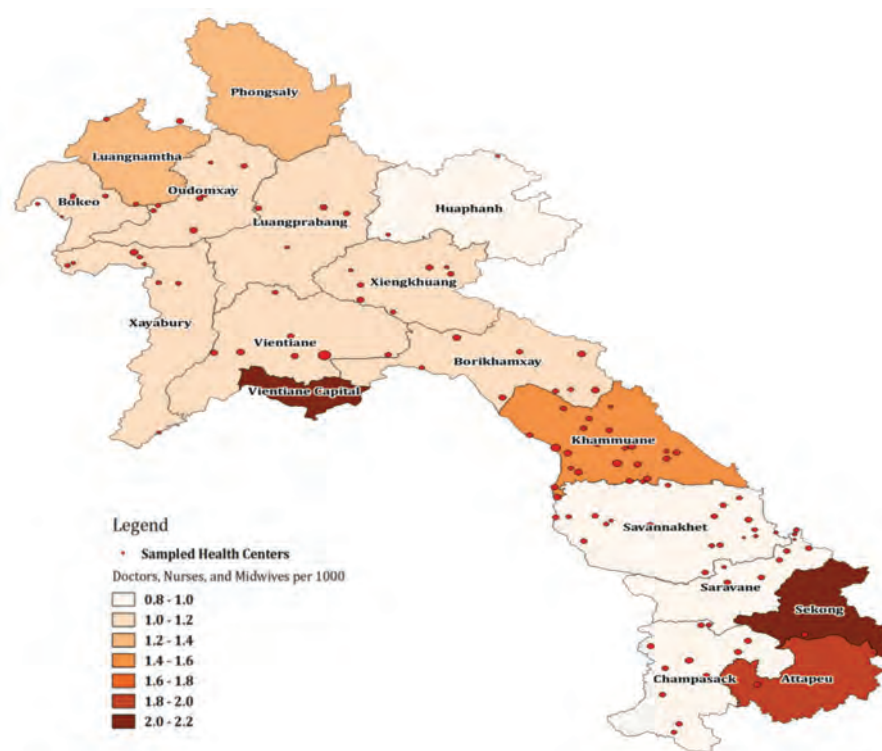 Phongsaly
Luangnamtha
Oudomxay
Bokeo
Luangprabang
Huaphanh
Xiengkhuang
Xayabury
Vientiane
Borikhamxay
Vientiane Capital
Khammuane
Savannakhet
Saravane
Sekong
Champasack
Attapeu
Legend
Sampled Health Centers
Doctors, Nurses, and Midwives per 1000
0.8 - 1.0
1.0 - 1.2
1.2 - 1.4
1.4 - 1.6
1.6 - 1.8
1.8 - 2.0
2.0 - 2.2